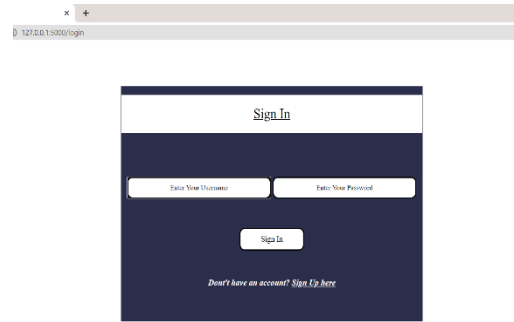 × +
127.0.0.1:5000/login
Sign In
Enter Your Username Enter Your Password
Sign In
Dont't have an account? Sign Up here